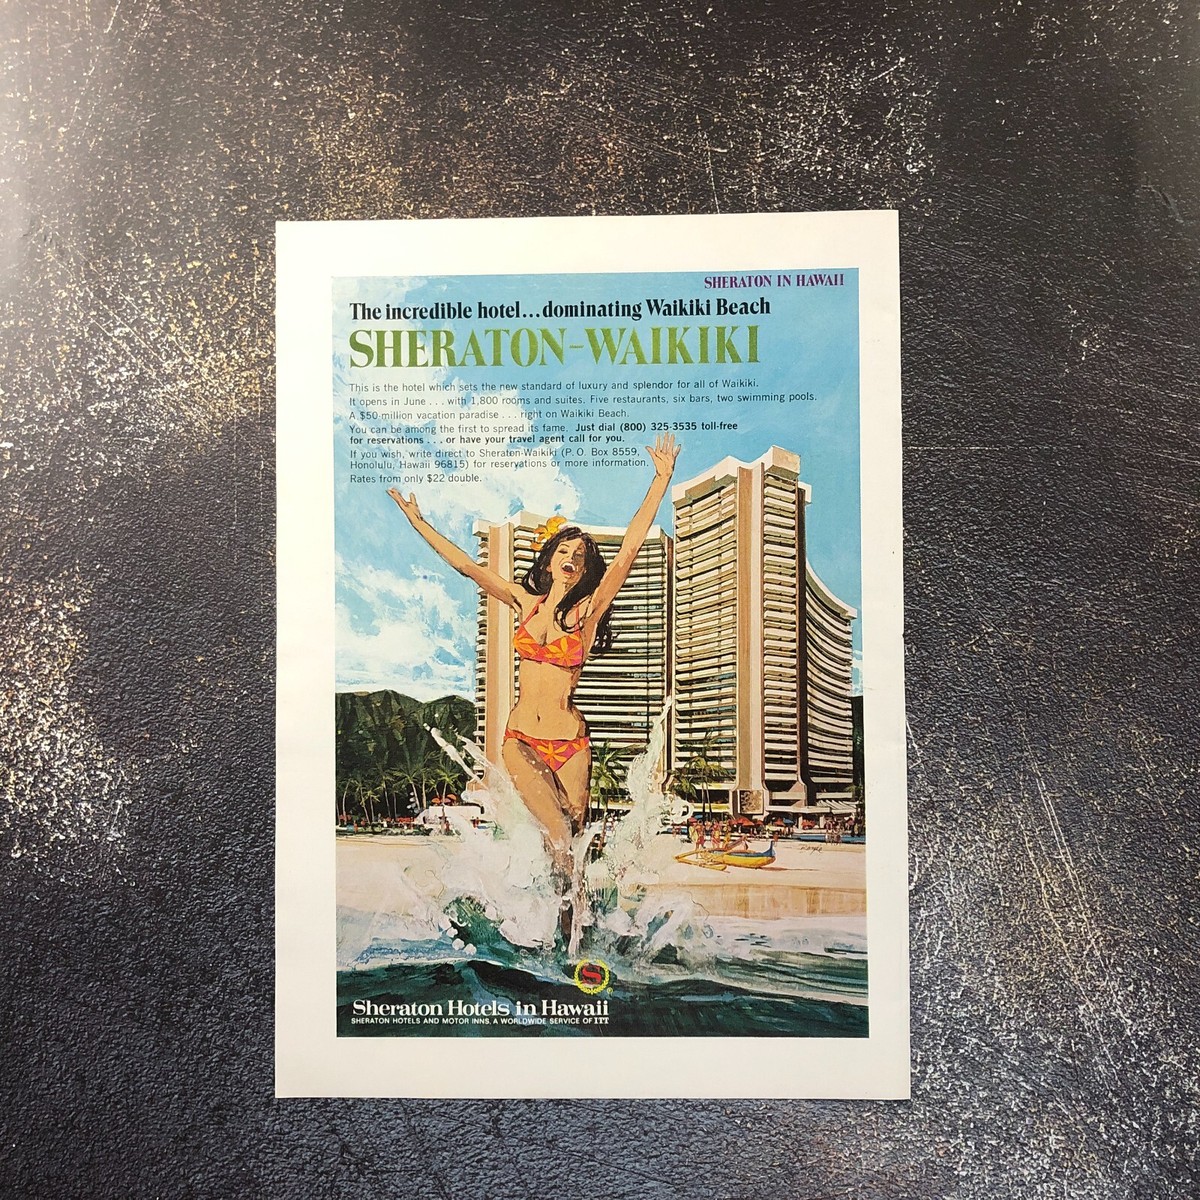 SHERATON IN HAWAII
The incredible hotel...dominating Waikiki Beach
SHERATON-WAIKIKI
This is the hotel which sets the new standard of luxury and splendor for all of Waikiki.
It opens in June . . . with 1,800 rooms and suites. Five restaurants, six bars, two swimming pools.
A $50-million vacation paradise . . . right on Waikiki Beach.
You can be among the first to spread its fame. Just dial (800) 325-3535 toll-free
for reservations . . . or have your travel agent call for you.
If you wish, write direct to Sheraton-Waikiki (P. O. Box 8559,
Honolulu, Hawaii 96815) for reservations or more information.
Rates from only $22 double.
S
Sheraton Hotels in Hawaii
SHERATON HOTELS AND MOTOR INNS. A WORLDWIDE SERVICE OF ITT